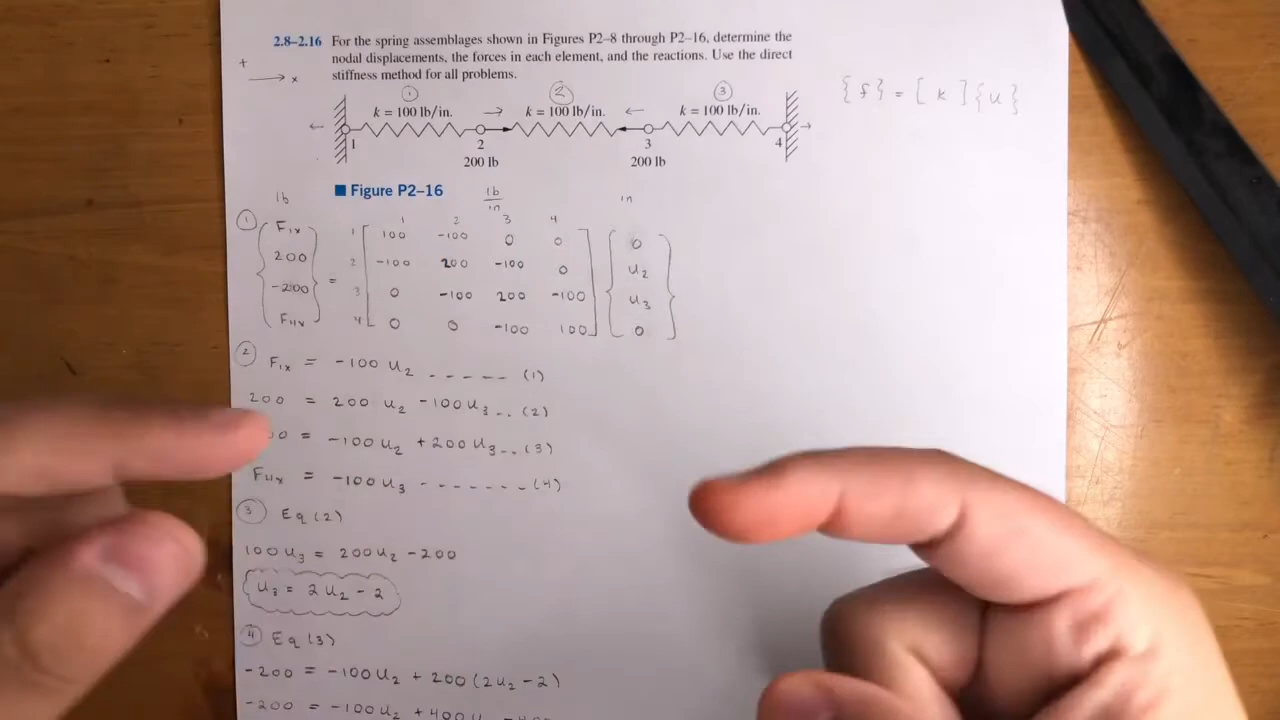 2.8–2.16 For the spring assemblages shown in Figures P2–8 through P2–16, determine the
nodal displacements, the forces in each element, and the reactions. Use the direct
stiffness method for all problems.
+
x
{ f } = [ k ] { u }
1 2 3
k = 100 lb/in. k = 100 lb/in. k = 100 lb/in.
1 2 3 4
200 lb 200 lb
■ Figure P2–16
lb lb/in in
1 2 3 4
1 F1x 1 100 -100 0 0 0
200 2 -100 200 -100 0 u2
-200 = 3 0 -100 200 -100 u3
F4x 4 0 0 -100 100 0
2 F1x = -100 u2 - - - - - (1)
200 = 200 u2 - 100 u3 - - (2)
00 = -100 u2 + 200 u3 - - (3)
F4x = -100 u3 - - - - - - - (4)
3 Eq (2)
100 u3 = 200 u2 - 200
u3 = 2 u2 - 2
4 Eq (3)
-200 = -100 u2 + 200 (2 u2 - 2)
-200 = -100 u2